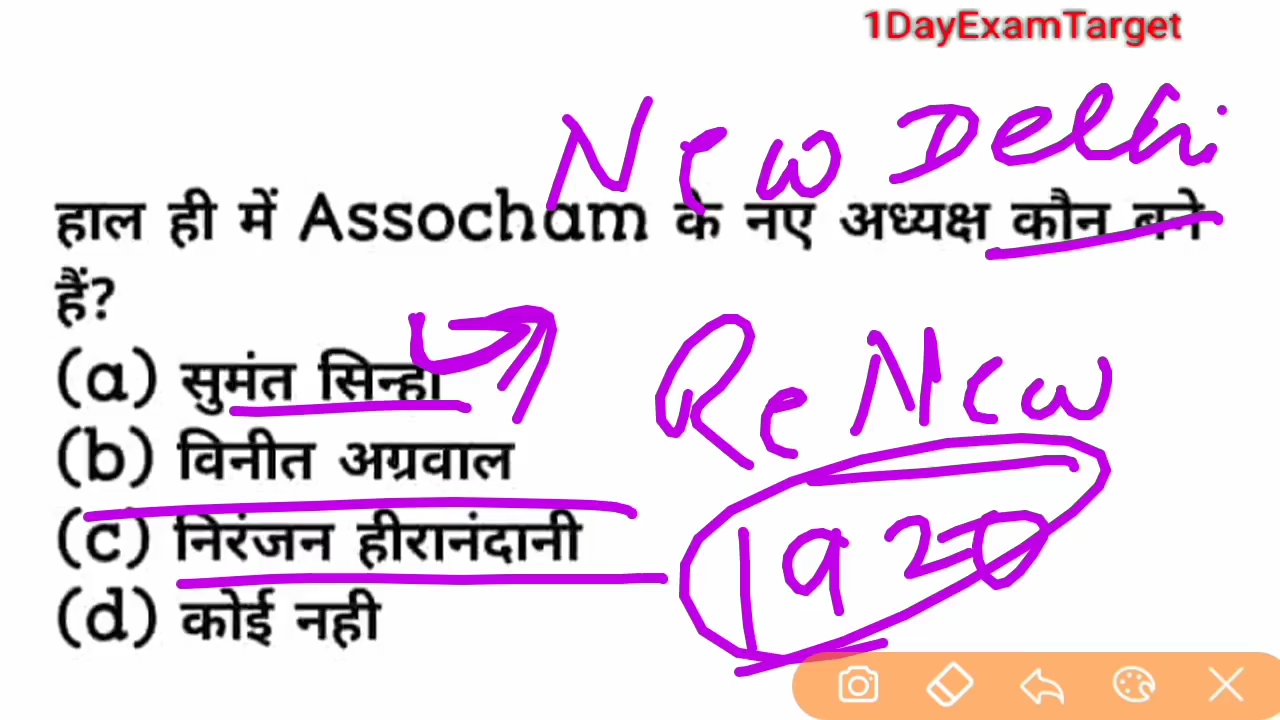 1DayExamTarget
New Delhi
हाल ही में Assocham के नए अध्यक्ष कौन बने
हैं?
(a) सुमंत सिन्हा
ReNew
(b) विनीत अग्रवाल
(c) निरंजन हीरानंदानी
1920
(d) कोई नही